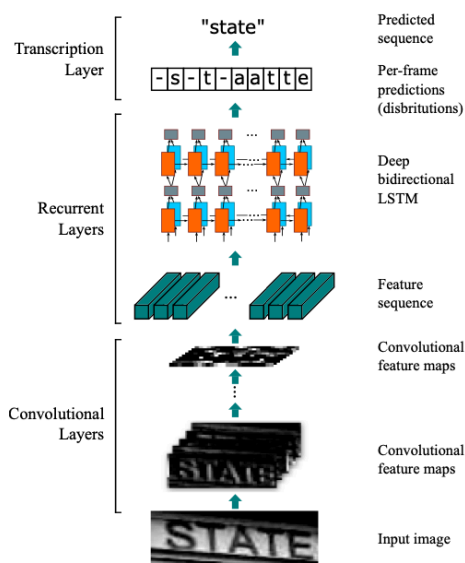 "state"
Transcription
Layer
Predicted
sequence
-s-t-aatte
Per-frame
predictions
(disbritutions)
Recurrent
Layers
Deep
bidirectional
LSTM
...
Feature
sequence
Convolutional
Layers
Convolutional
feature maps
STATE
Convolutional
feature maps
STATE
Input image